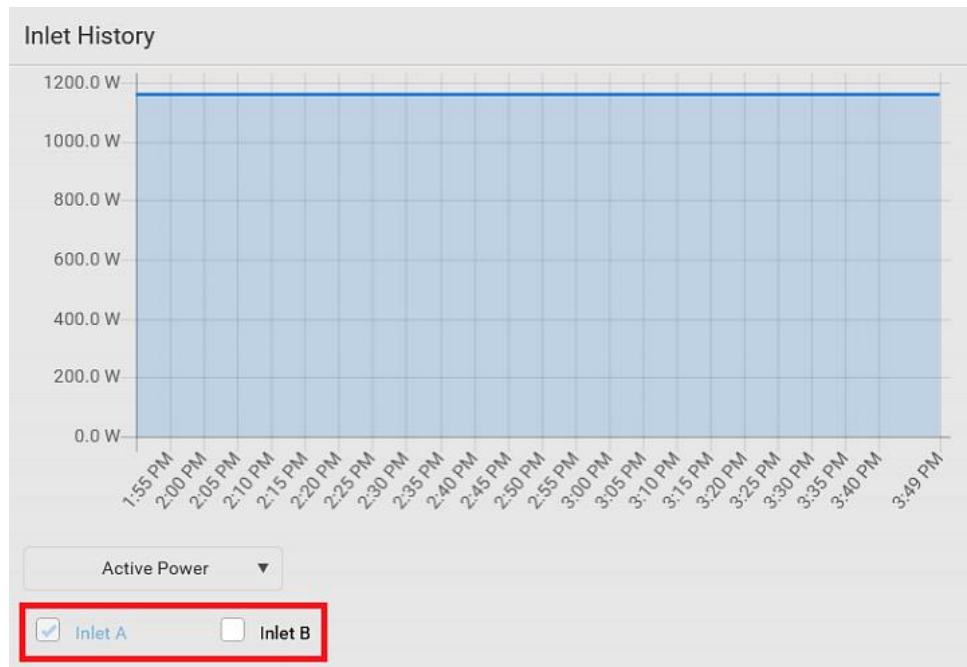 Inlet History
1200.0 W
1000.0 W
800.0 W
600.0 W
400.0 W
200.0 W
0.0 W
1:55 PM 2:00 PM 2:05 PM 2:10 PM 2:15 PM 2:20 PM 2:25 PM 2:30 PM 2:35 PM 2:40 PM 2:45 PM 2:50 PM 2:55 PM 3:00 PM 3:05 PM 3:10 PM 3:15 PM 3:20 PM 3:25 PM 3:30 PM 3:35 PM 3:40 PM 3:49 PM
Active Power
Inlet A Inlet B